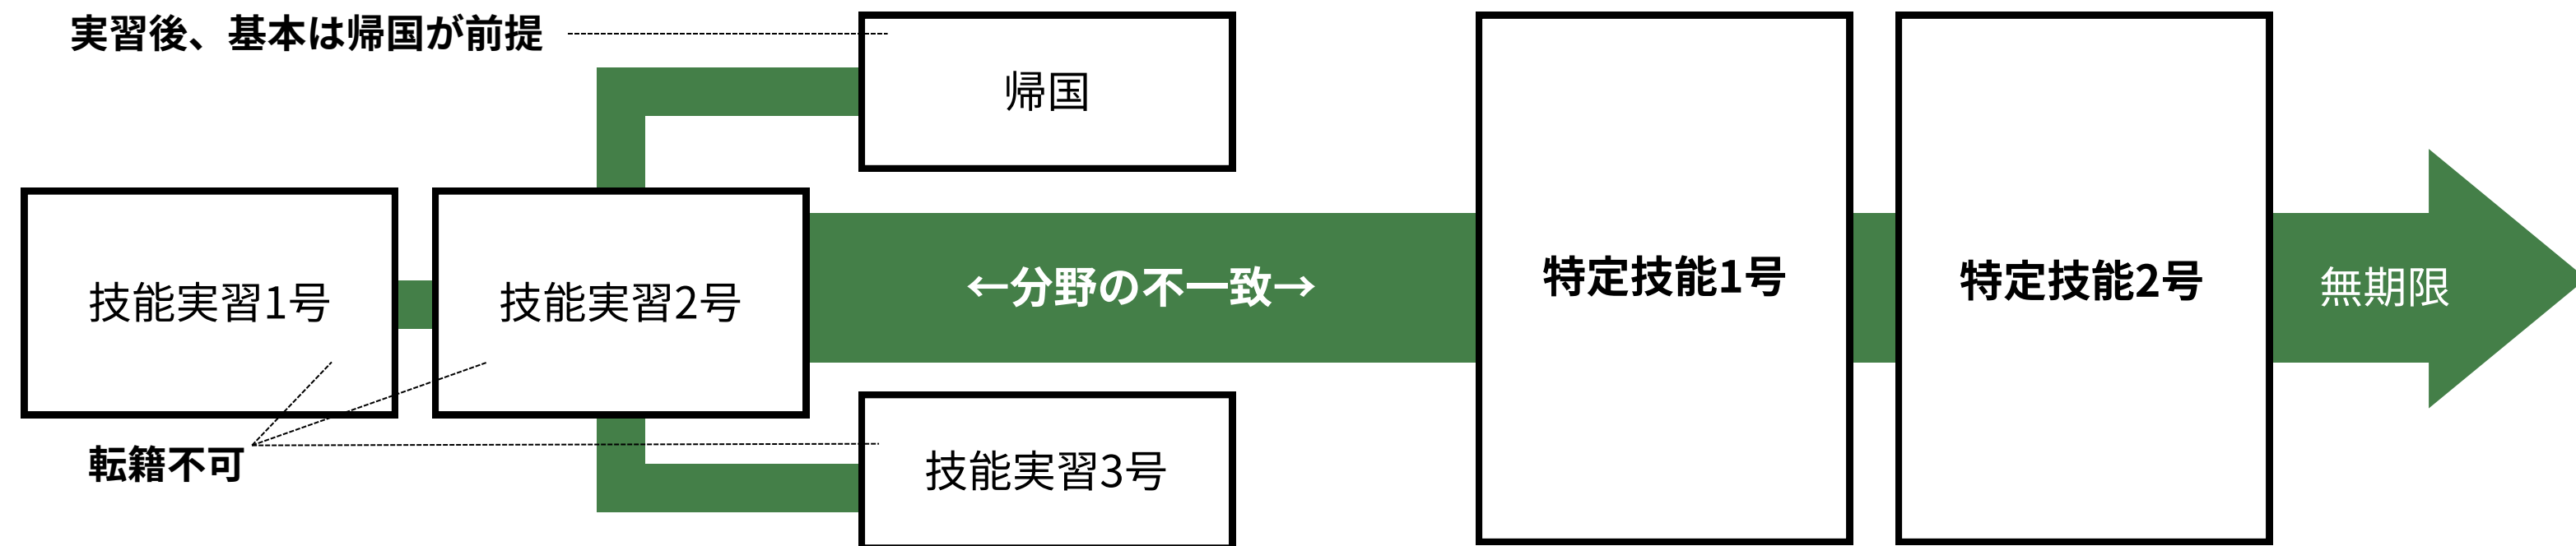 実習後、基本は帰国が前提
帰国
技能実習1号
技能実習2号
←分野の不一致→
特定技能1号
特定技能2号
無期限
転籍不可
技能実習3号